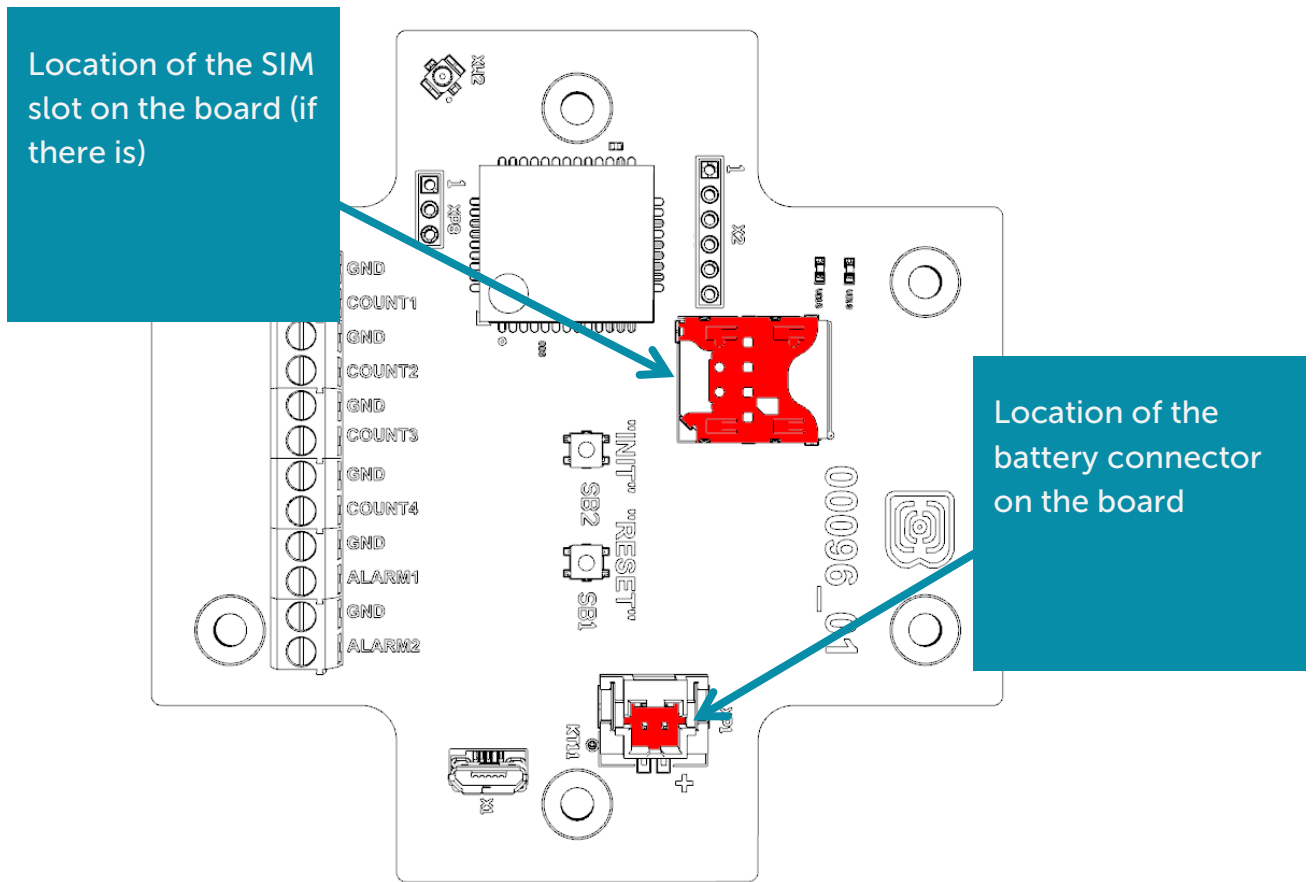 Location of the SIM
slot on the board (if
there is)
XW2
1
XP8
1
X2
GND
COUNT1
GND
COUNT2
GND
COUNT3
GND
COUNT4
GND
ALARM1
GND
ALARM2
"INIT"
SB2
"RESET"
SB1
00096_01
Location of the
battery connector
on the board
KT11
+
X1